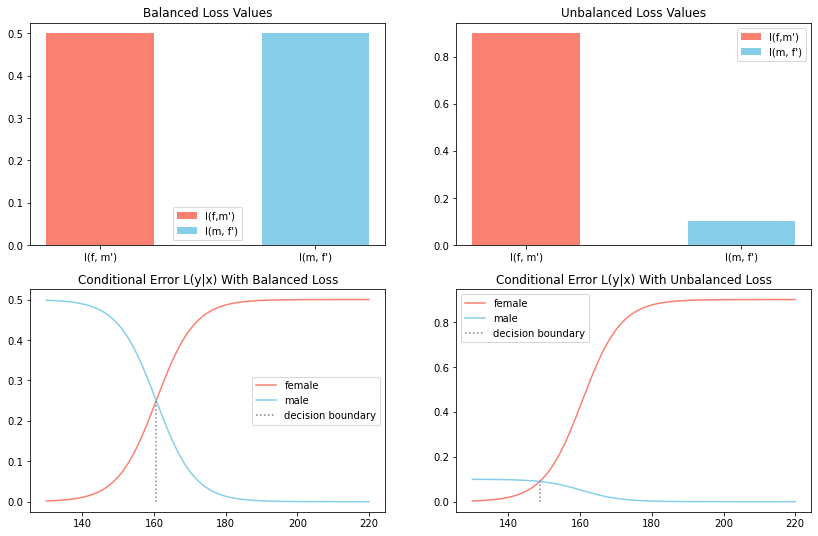 Balanced Loss Values
0.5
0.4
0.3
0.2
0.1
0.0
l(f,m')
l(m, f')
l(f, m')
l(m, f')
Unbalanced Loss Values
0.8
0.6
0.4
0.2
0.0
l(f,m')
l(m, f')
l(f, m')
l(m, f')
Conditional Error L(y|x) With Balanced Loss
0.5
0.4
0.3
0.2
0.1
0.0
female
male
decision boundary
140 160 180 200 220
Conditional Error L(y|x) With Unbalanced Loss
0.8
0.6
0.4
0.2
0.0
female
male
decision boundary
140 160 180 200 220